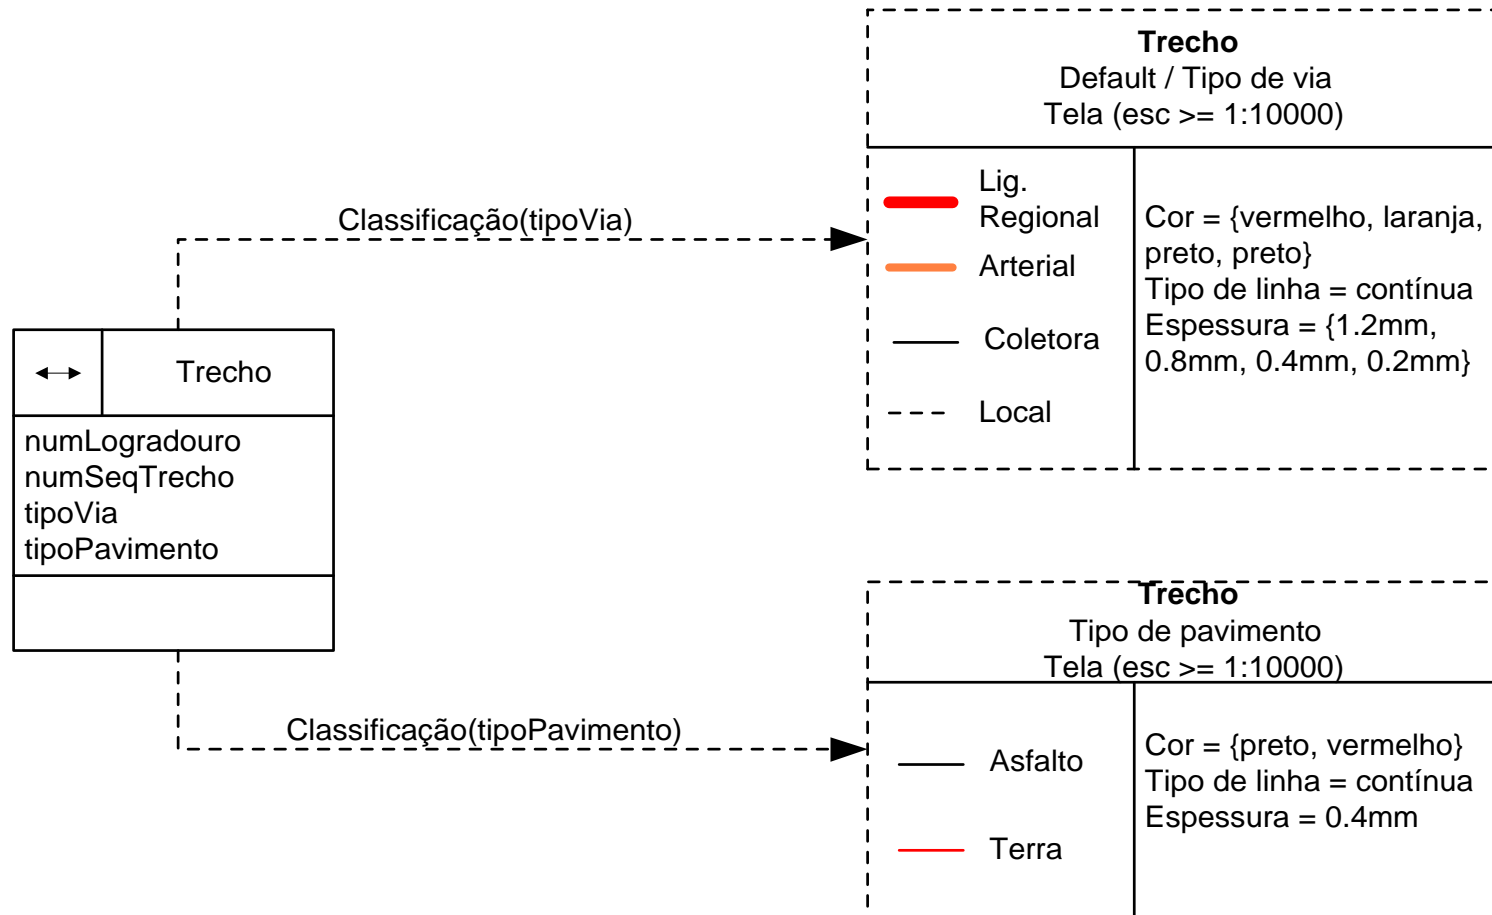 Trecho
Default / Tipo de via
Tela (esc >= 1:10000)
Lig.
Regional
Arterial
Coletora
Local
Cor = {vermelho, laranja,
preto, preto}
Tipo de linha = contínua
Espessura = {1.2mm,
0.8mm, 0.4mm, 0.2mm}
Classificação(tipoVia)
Trecho
numLogradouro
numSeqTrecho
tipoVia
tipoPavimento
Classificação(tipoPavimento)
Trecho
Tipo de pavimento
Tela (esc >= 1:10000)
Asfalto
Terra
Cor = {preto, vermelho}
Tipo de linha = contínua
Espessura = 0.4mm